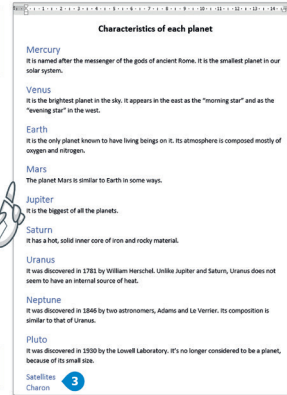 Characteristics of each planet
Mercury
It is named after the messenger of the gods of ancient Rome. It is the smallest planet in our
solar system.
Venus
It is the brightest planet in the sky. It appears in the east as the "morning star" and as the
"evening star" in the west.
Earth
It is the only planet known to have living beings on it. Its atmosphere is composed mostly of
oxygen and nitrogen.
Mars
The planet Mars is similar to Earth in some ways.
Jupiter
It is the biggest of all the planets.
Saturn
It has a hot, solid inner core of iron and rocky material.
Uranus
It was discovered in 1781 by William Herschel. Unlike Jupiter and Saturn, Uranus does not
seem to have an internal source of heat.
Neptune
It was discovered in 1846 by two astronomers, Adams and Le Verrier. Its composition is
similar to that of Uranus.
Pluto
It was discovered in 1930 by the Lowell Laboratory. It's no longer considered to be a planet,
because of its small size.
Satellites
Charon
3